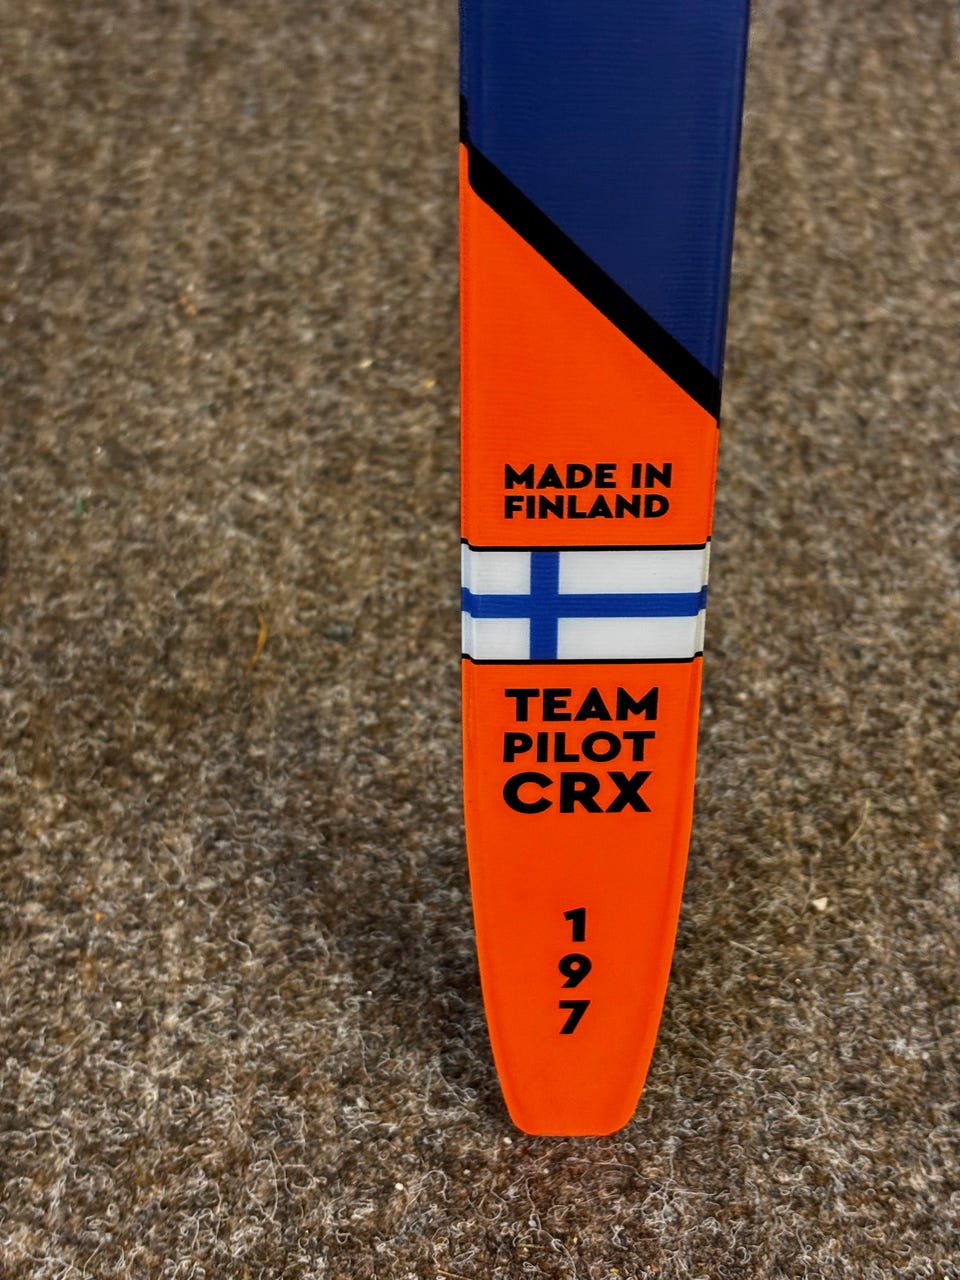 MADE IN
FINLAND
TEAM
PILOT
CRX
1
9
7